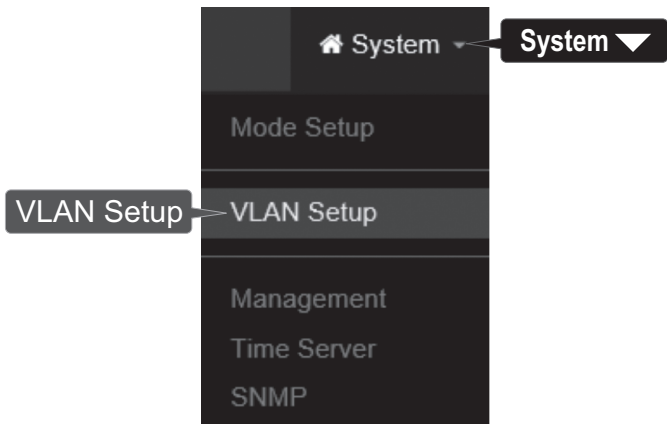 System
System
Mode Setup
VLAN Setup
VLAN Setup
Management
Time Server
SNMP